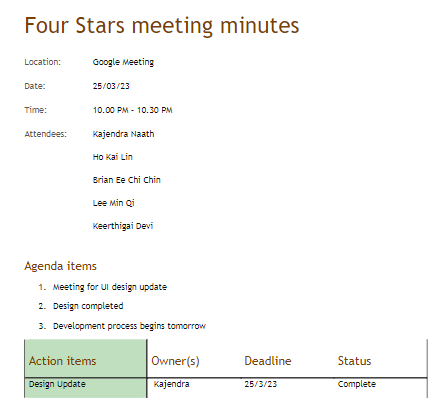 Four Stars meeting minutes
Location: Google Meeting
Date: 25/03/23
Time: 10.00 PM - 10.30 PM
Attendees: Kajendra Naath
Ho Kai Lin
Brian Ee Chi Chin
Lee Min Qi
Keerthigai Devi
Agenda items
1. Meeting for UI design update
2. Design completed
3. Development process begins tomorrow
Action items Owner(s) Deadline Status
Design Update Kajendra 25/3/23 Complete